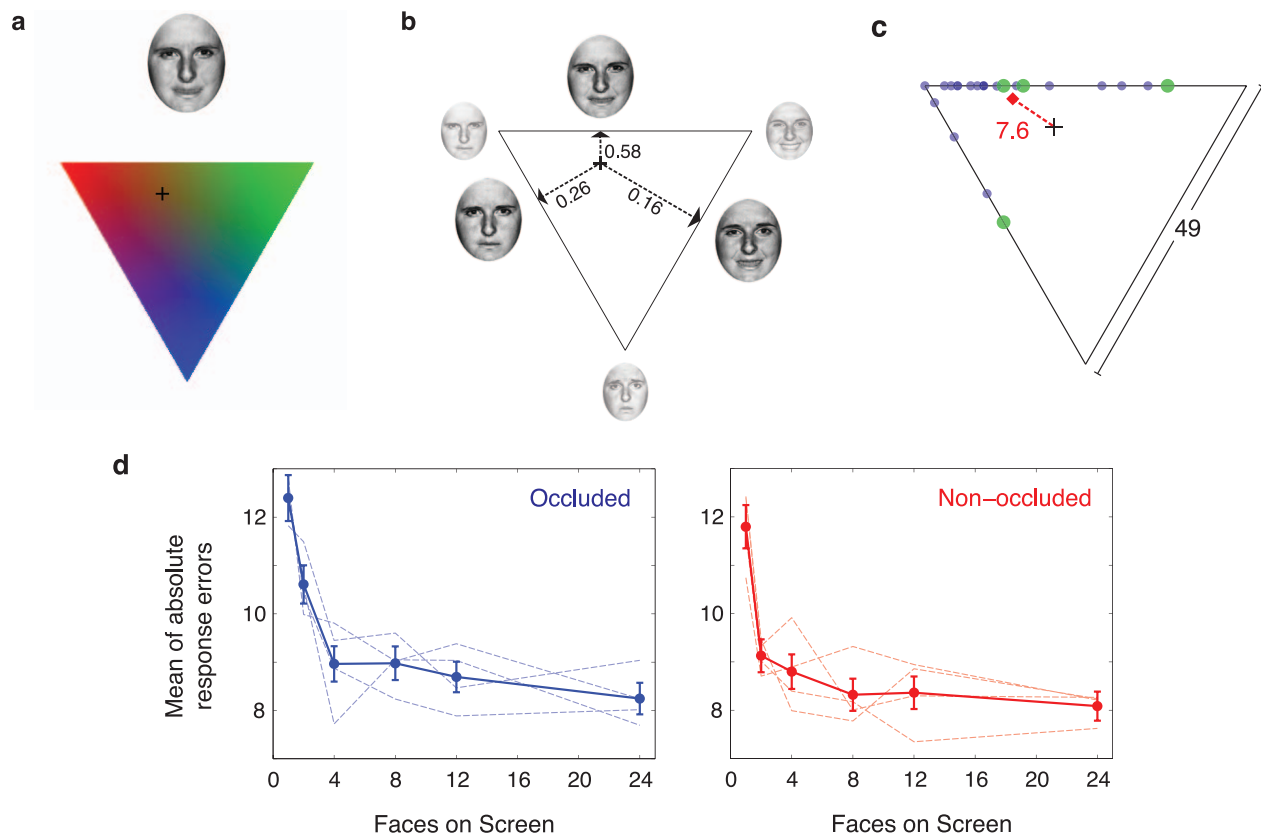 a
b
c
0.58
0.26
0.16
7.6
49
d
Occluded
Non–occluded
Mean of absolute
response errors
12
10
8
0 4 8 12 16 20 24
Faces on Screen
12
10
8
0 4 8 12 16 20 24
Faces on Screen